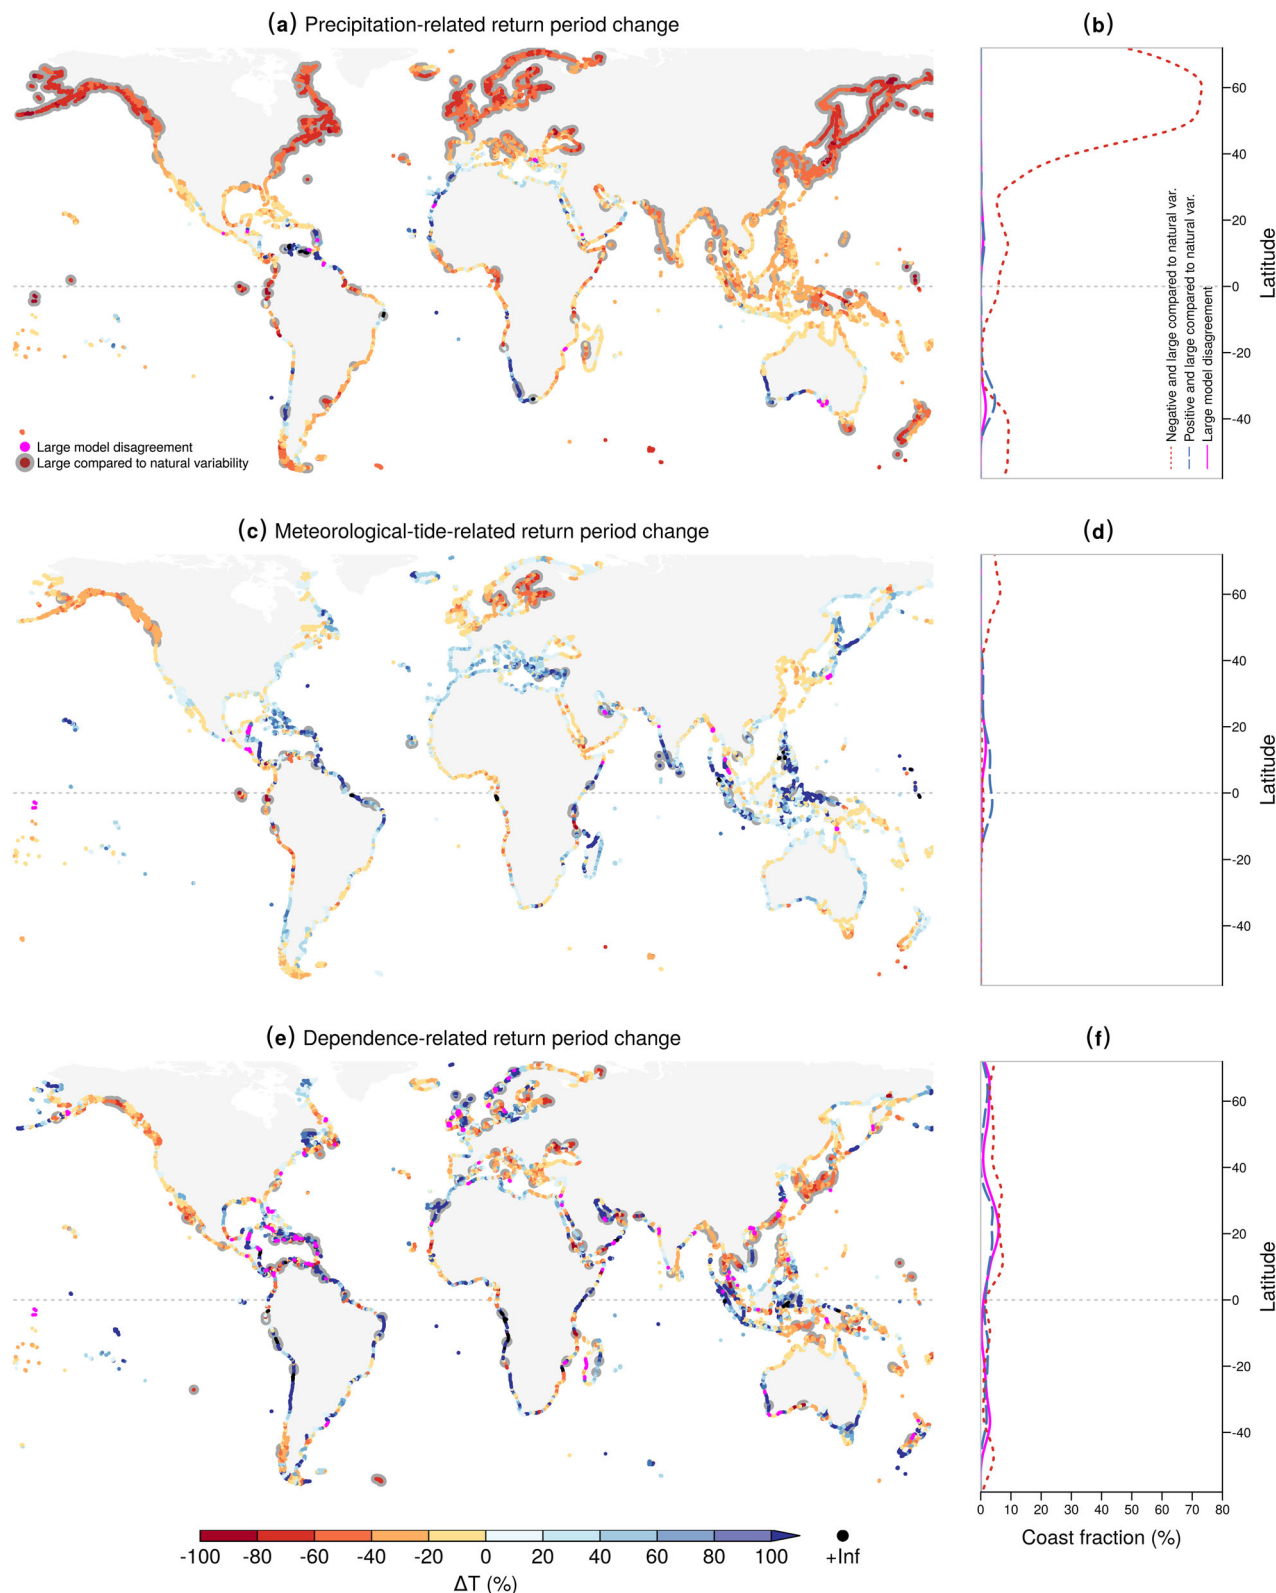 (a) Precipitation-related return period change
(b)
60
40
20
0
-20
-40
Latitude
Negative and large compared to natural var.
Positive and large compared to natural var.
Large model disagreement
Large model disagreement
Large compared to natural variability
(c) Meteorological-tide-related return period change
(d)
60
40
20
0
-20
-40
Latitude
(e) Dependence-related return period change
(f)
60
40
20
0
-20
-40
Latitude
0 10 20 30 40 50 60 70 80
Coast fraction (%)
-100 -80 -60 -40 -20 0 20 40 60 80 100 +Inf
ΔT (%)